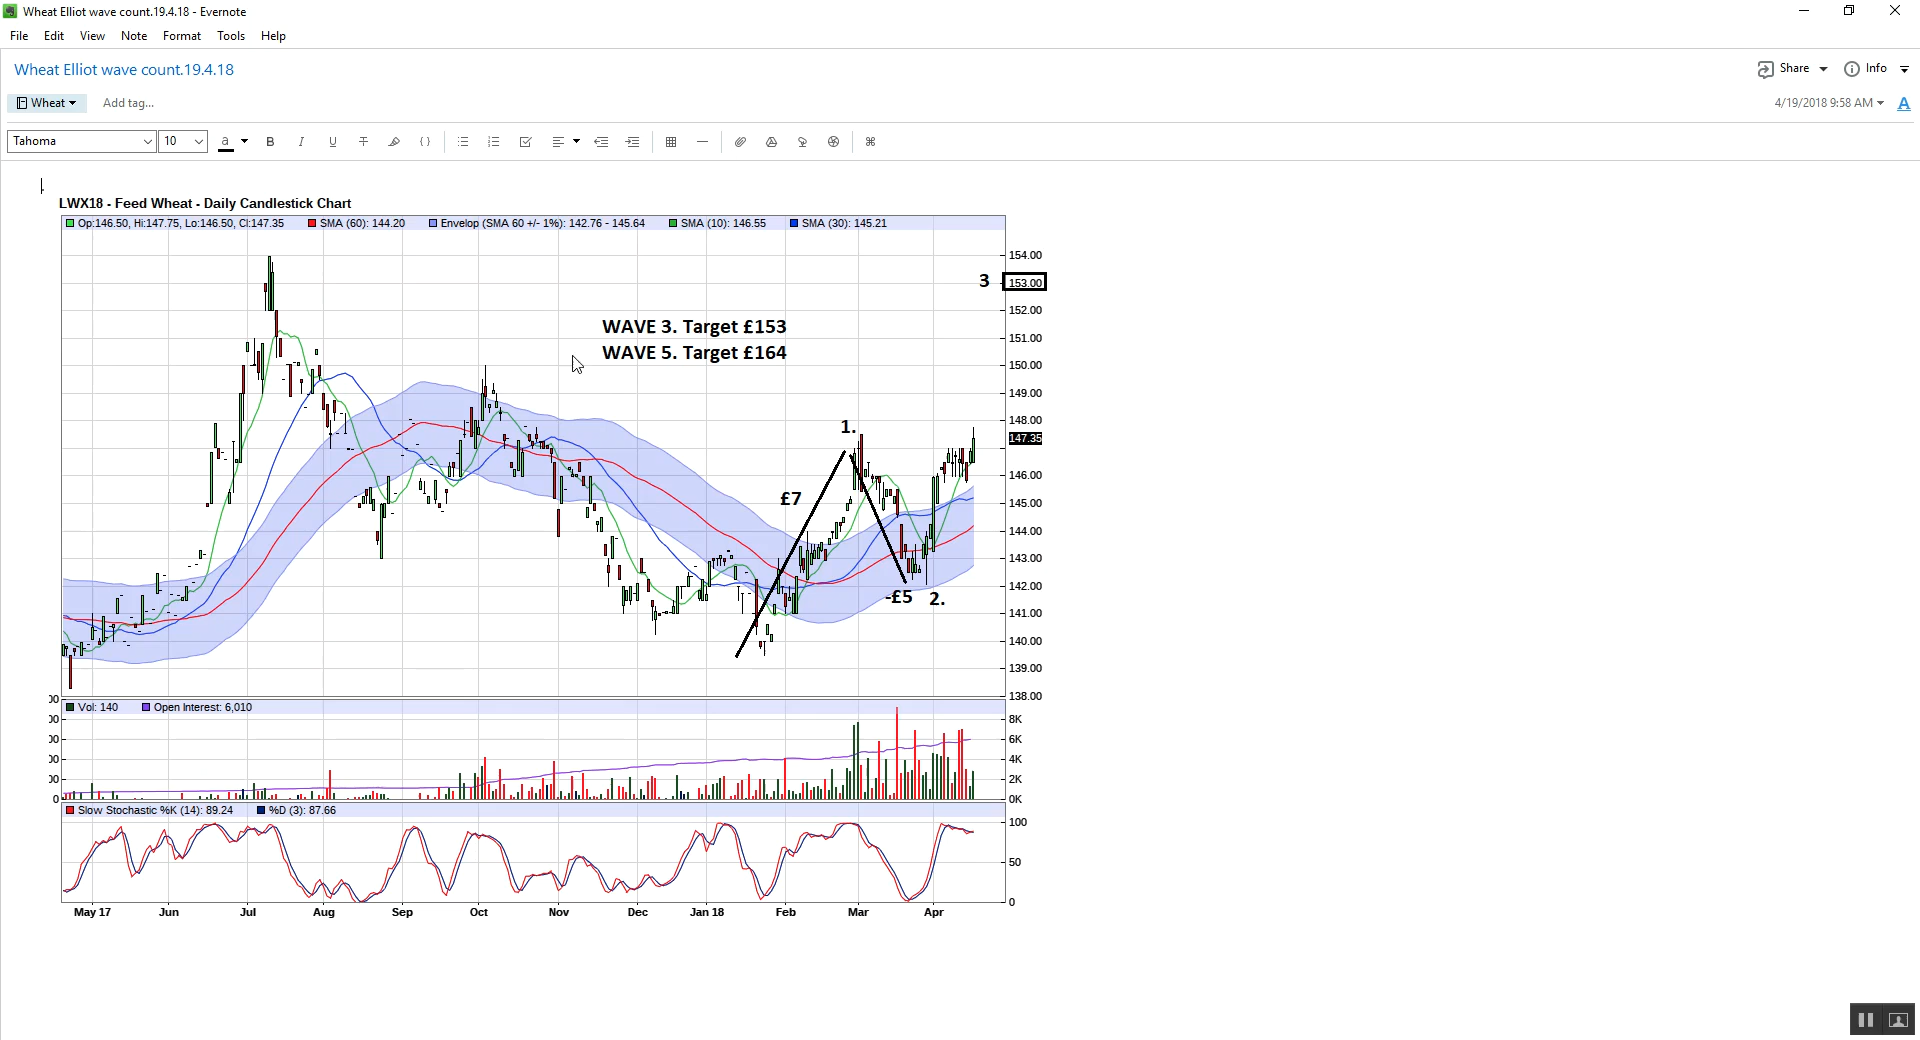 Wheat Elliot wave count.19.4.18 - Evernote
File Edit View Note Format Tools Help
Wheat Elliot wave count.19.4.18
Share Info
Wheat Add tag...
4/19/2018 9:58 AM
Tahoma 10 a B I U T { }
LWX18 - Feed Wheat - Daily Candlestick Chart
Op:146.50, Hi:147.75, Lo:146.50, Cl:147.35 SMA (60): 144.20 Envelop (SMA 60 +/- 1%): 142.76 - 145.64 SMA (10): 146.55 SMA (30): 145.21
154.00
3 153.00
152.00
WAVE 3. Target £153
151.00
WAVE 5. Target £164
150.00
149.00
148.00
1.
147.35
146.00
£7
145.00
144.00
143.00
142.00
-£5 2.
141.00
140.00
139.00
138.00
Vol: 140 Open Interest: 6,010
8K
6K
4K
2K
0K
Slow Stochastic %K (14): 89.24 %D (3): 87.66
100
50
0
May 17 Jun Jul Aug Sep Oct Nov Dec Jan 18 Feb Mar Apr